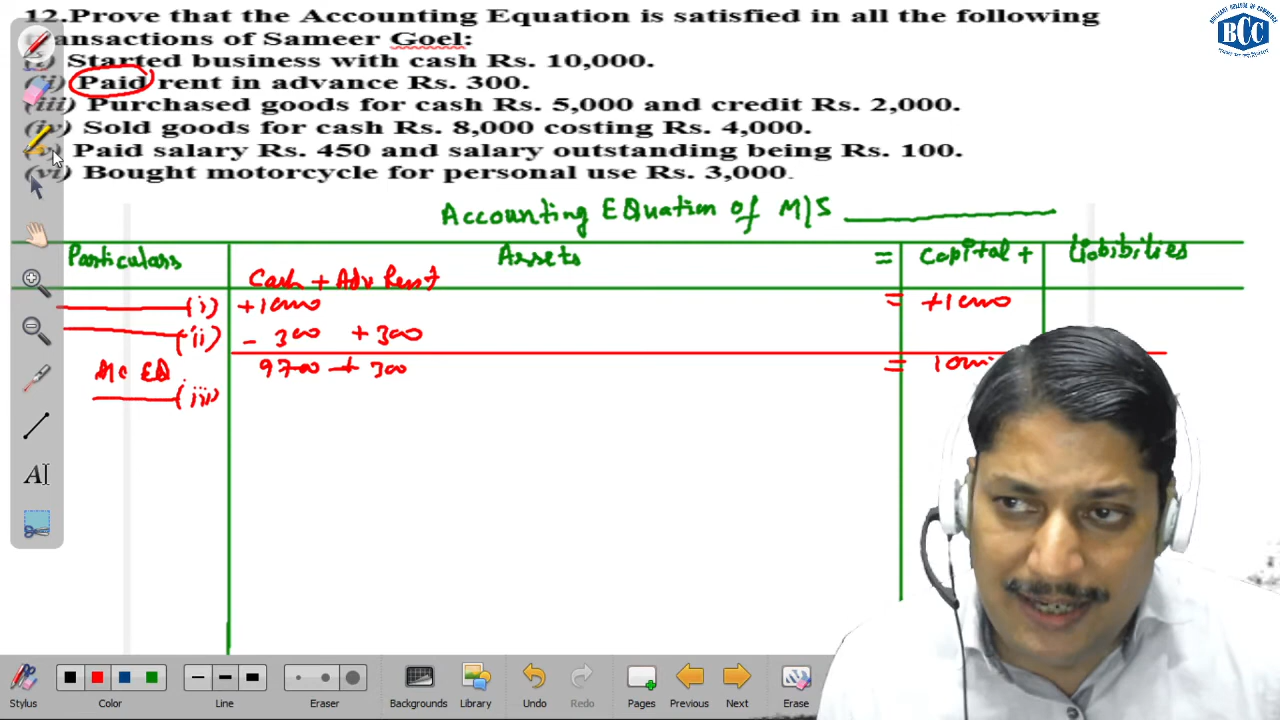 12.Prove that the Accounting Equation is satisfied in all the following
ansactions of Sameer Goel:
Started business with cash Rs. 10,000.
(ii) Paid rent in advance Rs. 300.
(iii) Purchased goods for cash Rs. 5,000 and credit Rs. 2,000.
(iv) Sold goods for cash Rs. 8,000 costing Rs. 4,000.
Paid salary Rs. 450 and salary outstanding being Rs. 100.
(vi) Bought motorcycle for personal use Rs. 3,000.
BCC
Accounting EQuation of M/S
Particulars Assets = Capital + Liabibities
Cash + Adv Rent
(i) +10000 = +10000
(ii) - 300 + 300
EQ 9700 + 300 =
(iii)
Stylus Color Line Eraser Backgrounds Library Undo Redo Pages Previous Next Erase